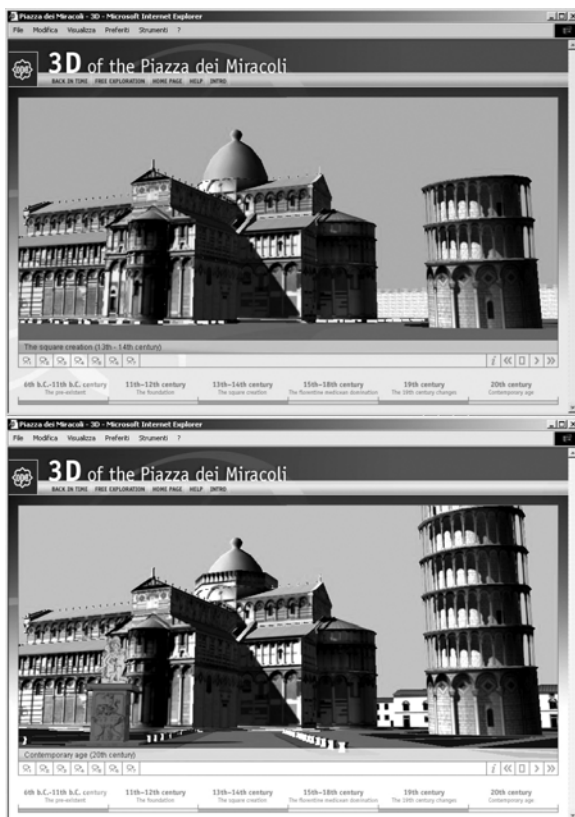 Piazza dei Miracoli - 3D - Microsoft Internet Explorer
File Modifica Visualizza Preferiti Strumenti ?
3D of the Piazza dei Miracoli
BACK IN TIME FREE EXPLORATION HOME PAGE HELP INTRO
The square creation (13th-14th century)
6th b.C.-11th b.C. century 11th-12th century 13th-14th century 15th-18th century 19th century 20th century
The pre-existent The foundation The square creation The florentine medicean domination The 19th century changes Contemporary age
Piazza dei Miracoli - 3D - Microsoft Internet Explorer
File Modifica Visualizza Preferiti Strumenti ?
3D of the Piazza dei Miracoli
BACK IN TIME FREE EXPLORATION HOME PAGE HELP INTRO
Contemporary age (20th century)
6th b.C.-11th b.C. century 11th-12th century 13th-14th century 15th-18th century 19th century 20th century
The pre-existent The foundation The square creation The florentine medicean domination The 19th century changes Contemporary age